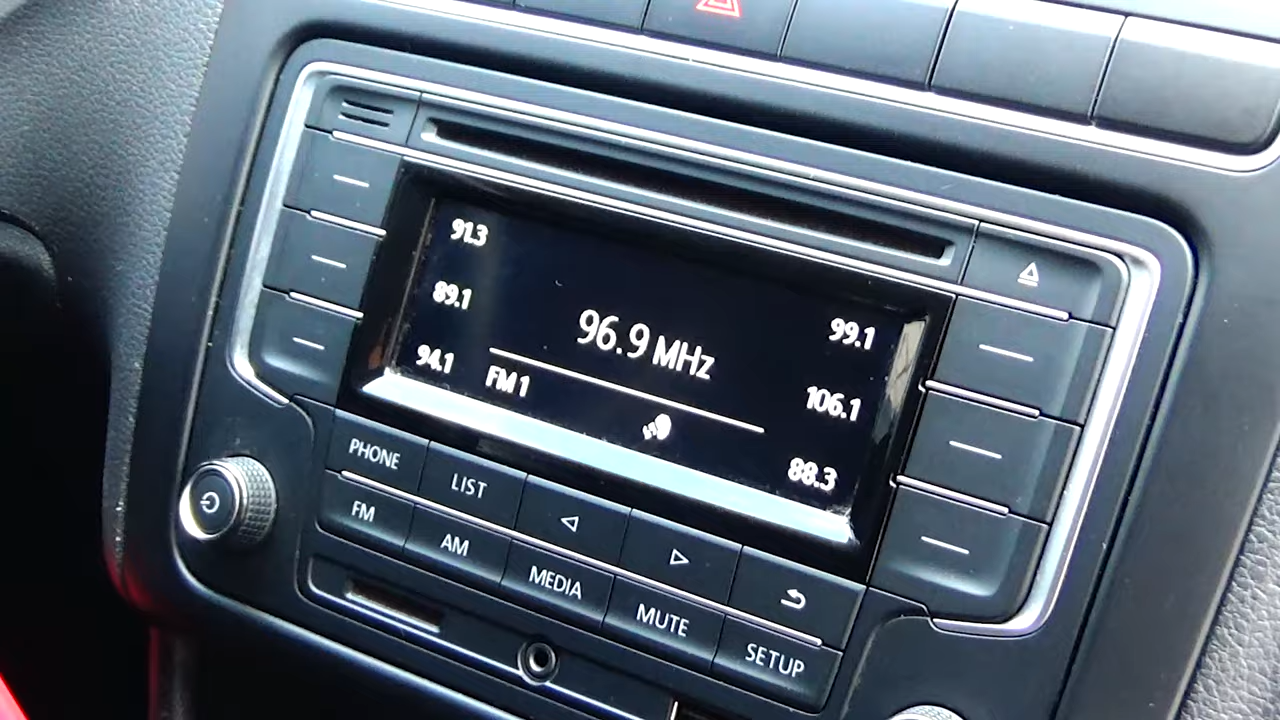 91.3
89.1
94.1
96.9 MHz
FM 1
99.1
106.1
88.3
PHONE
LIST
FM
AM
MEDIA
MUTE
SETUP